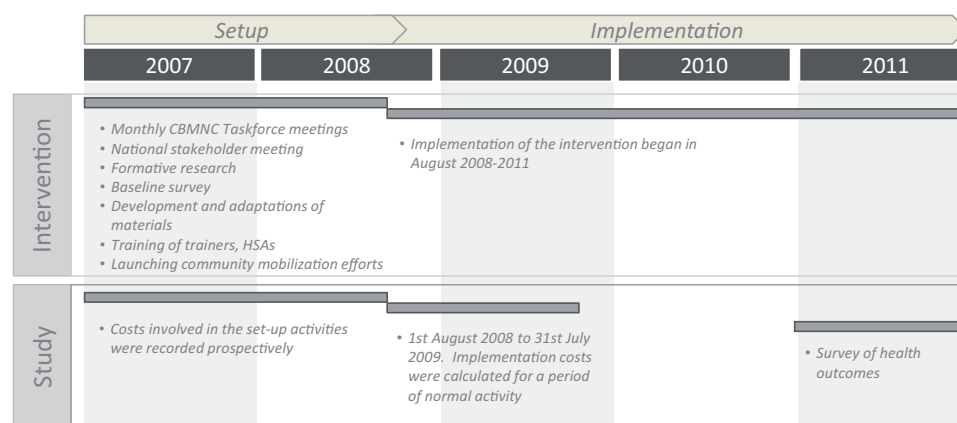 Setup
Implementation
2007
2008
2009
2010
2011
Intervention
• Monthly CBMNC Taskforce meetings
• National stakeholder meeting
• Formative research
• Baseline survey
• Development and adaptations of
materials
• Training of trainers, HSAs
• Launching community mobilization efforts
• Implementation of the intervention began in
August 2008-2011
Study
• Costs involved in the set-up activities
were recorded prospectively
• 1st August 2008 to 31st July
2009. Implementation costs
were calculated for a period
of normal activity
• Survey of health
outcomes